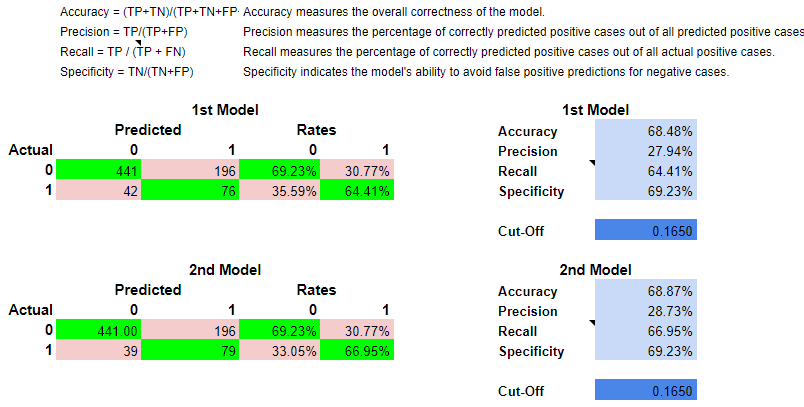 Accuracy = (TP+TN)/(TP+TN+FP Accuracy measures the overall correctness of the model.
Precision = TP/(TP+FP) Precision measures the percentage of correctly predicted positive cases out of all predicted positive cases
Recall = TP / (TP + FN) Recall measures the percentage of correctly predicted positive cases out of all actual positive cases.
Specificity = TN/(TN+FP) Specificity indicates the model's ability to avoid false positive predictions for negative cases.
1st Model
Predicted Rates
Actual 0 1 0 1
0 441 196 69.23% 30.77%
1 42 76 35.59% 64.41%
1st Model
Accuracy 68.48%
Precision 27.94%
Recall 64.41%
Specificity 69.23%
Cut-Off 0.1650
2nd Model
Predicted Rates
Actual 0 1 0 1
0 441.00 196 69.23% 30.77%
1 39 79 33.05% 66.95%
2nd Model
Accuracy 68.87%
Precision 28.73%
Recall 66.95%
Specificity 69.23%
Cut-Off 0.1650